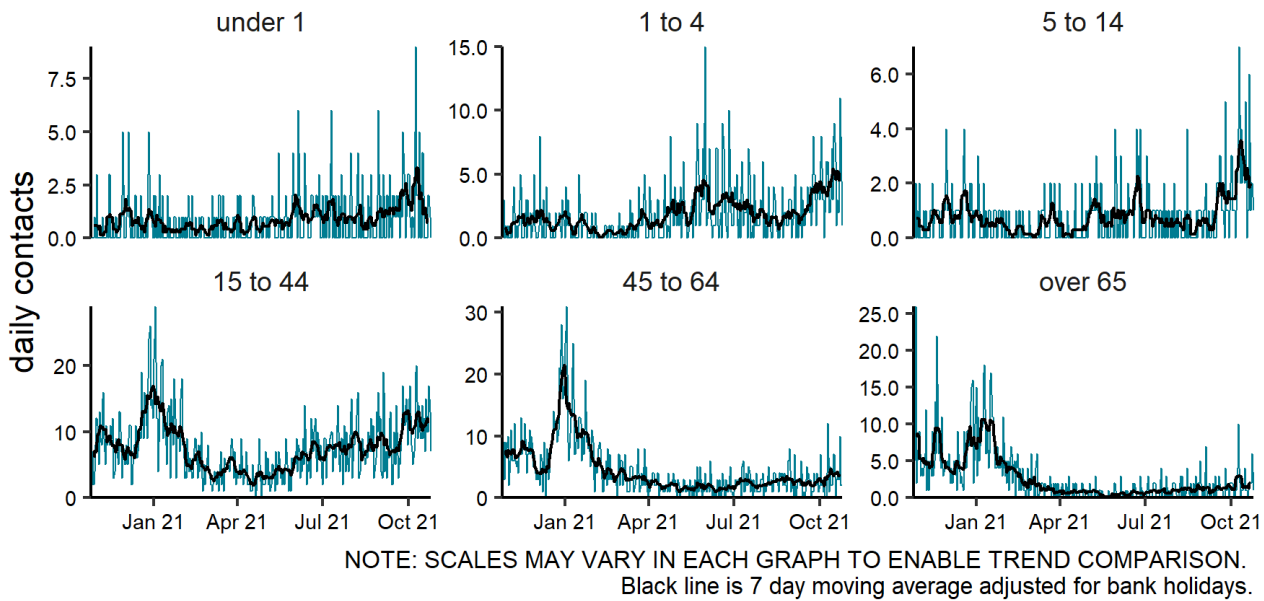 under 1
1 to 4
5 to 14
7.5
5.0
2.5
0.0
15.0
10.0
5.0
0.0
6.0
4.0
2.0
0.0
daily contacts
15 to 44
45 to 64
over 65
20
10
0
30
20
10
0
25.0
20.0
15.0
10.0
5.0
0.0
Jan 21 Apr 21 Jul 21 Oct 21
Jan 21 Apr 21 Jul 21 Oct 21
Jan 21 Apr 21 Jul 21 Oct 21
NOTE: SCALES MAY VARY IN EACH GRAPH TO ENABLE TREND COMPARISON.
Black line is 7 day moving average adjusted for bank holidays.